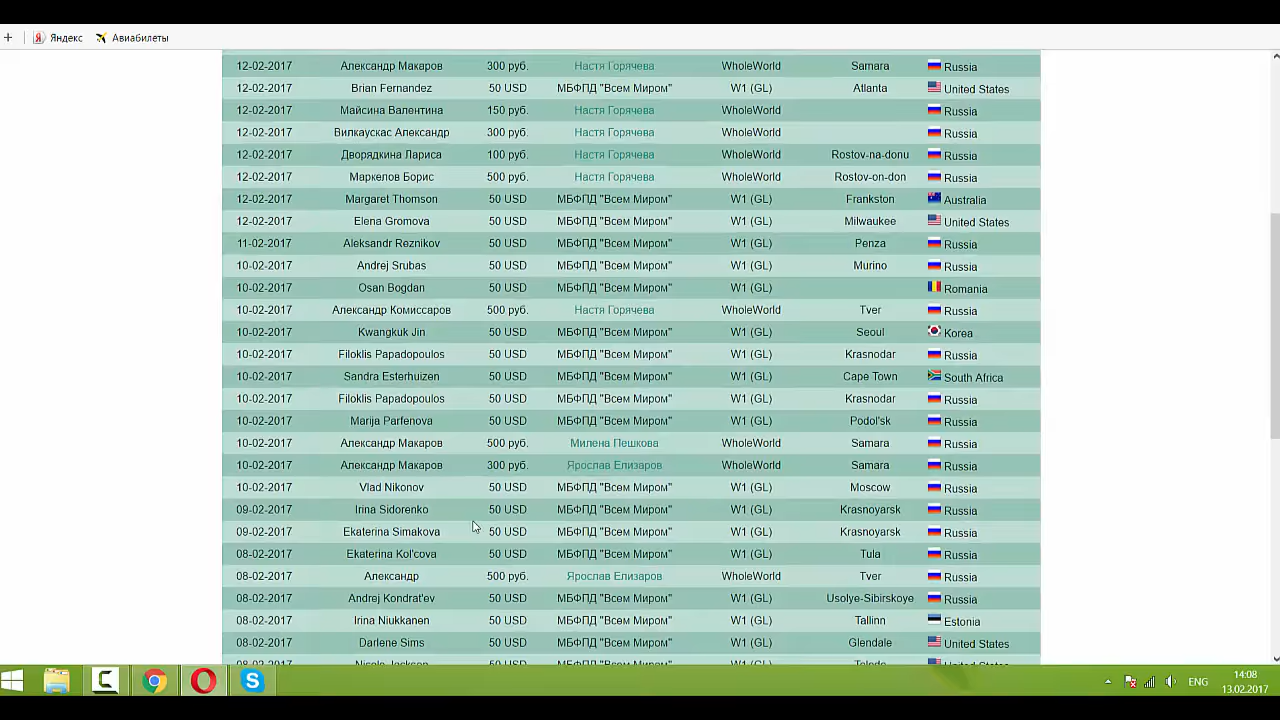 + Яндекс Авиабилеты
12-02-2017 Александр Макаров 300 руб. Настя Горячева WholeWorld Samara Russia
12-02-2017 Brian Fernandez 50 USD МБФПД "Всем Миром" W1 (GL) Atlanta United States
12-02-2017 Майсина Валентина 150 руб. Настя Горячева WholeWorld Russia
12-02-2017 Вилкаускас Александр 300 руб. Настя Горячева WholeWorld Russia
12-02-2017 Дворядкина Лариса 100 руб. Настя Горячева WholeWorld Rostov-na-donu Russia
12-02-2017 Маркелов Борис 500 руб. Настя Горячева WholeWorld Rostov-on-don Russia
12-02-2017 Margaret Thomson 50 USD МБФПД "Всем Миром" W1 (GL) Frankston Australia
12-02-2017 Elena Gromova 50 USD МБФПД "Всем Миром" W1 (GL) Milwaukee United States
11-02-2017 Aleksandr Reznikov 50 USD МБФПД "Всем Миром" W1 (GL) Penza Russia
10-02-2017 Andrej Srubas 50 USD МБФПД "Всем Миром" W1 (GL) Murino Russia
10-02-2017 Osan Bogdan 50 USD МБФПД "Всем Миром" W1 (GL) Romania
10-02-2017 Александр Комиссаров 500 руб. Настя Горячева WholeWorld Tver Russia
10-02-2017 Kwangkuk Jin 50 USD МБФПД "Всем Миром" W1 (GL) Seoul Korea
10-02-2017 Filoklis Papadopoulos 50 USD МБФПД "Всем Миром" W1 (GL) Krasnodar Russia
10-02-2017 Sandra Esterhuizen 50 USD МБФПД "Всем Миром" W1 (GL) Cape Town South Africa
10-02-2017 Filoklis Papadopoulos 50 USD МБФПД "Всем Миром" W1 (GL) Krasnodar Russia
10-02-2017 Marija Parfenova 50 USD МБФПД "Всем Миром" W1 (GL) Podol'sk Russia
10-02-2017 Александр Макаров 500 руб. Милена Пешкова WholeWorld Samara Russia
10-02-2017 Александр Макаров 300 руб. Ярослав Елизаров WholeWorld Samara Russia
10-02-2017 Vlad Nikonov 50 USD МБФПД "Всем Миром" W1 (GL) Moscow Russia
09-02-2017 Irina Sidorenko 50 USD МБФПД "Всем Миром" W1 (GL) Krasnoyarsk Russia
09-02-2017 Ekaterina Simakova 50 USD МБФПД "Всем Миром" W1 (GL) Krasnoyarsk Russia
08-02-2017 Ekaterina Kol'cova 50 USD МБФПД "Всем Миром" W1 (GL) Tula Russia
08-02-2017 Александр 500 руб. Ярослав Елизаров WholeWorld Tver Russia
08-02-2017 Andrej Kondrat'ev 50 USD МБФПД "Всем Миром" W1 (GL) Usolye-Sibirskoye Russia
08-02-2017 Irina Niukkanen 50 USD МБФПД "Всем Миром" W1 (GL) Tallinn Estonia
08-02-2017 Darlene Sims 50 USD МБФПД "Всем Миром" W1 (GL) Glendale United States
08-02-2017 Nicole Jackson 50 USD МБФПД "Всем Миром" W1 (GL) Toledo United States
ENG 14:08
13.02.2017